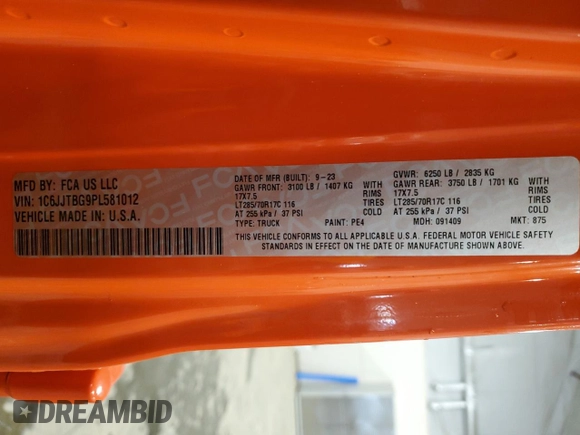 MFD BY: FCA US LLC
VIN: 1C6JJTBG9PL581012
VEHICLE MADE IN: U.S.A.
DATE OF MFR (BUILT): 9-23
GAWR FRONT: 3100 LB / 1407 KG WITH
17X7.5 RIMS
LT285/70R17C 116 TIRES
AT 255 kPa / 37 PSI
TYPE: TRUCK PAINT: PE4
GVWR: 6250 LB / 2835 KG
GAWR REAR: 3750 LB / 1701 KG WITH
17X7.5 RIMS
LT285/70R17C 116 TIRES
AT 255 kPa / 37 PSI
MDH: 091409 MKT: 875
THIS VEHICLE CONFORMS TO ALL APPLICABLE U.S.A. FEDERAL MOTOR VEHICLE SAFETY
STANDARDS IN EFFECT ON THE DATE OF MANUFACTURE SHOWN ABOVE.
DREAMBID